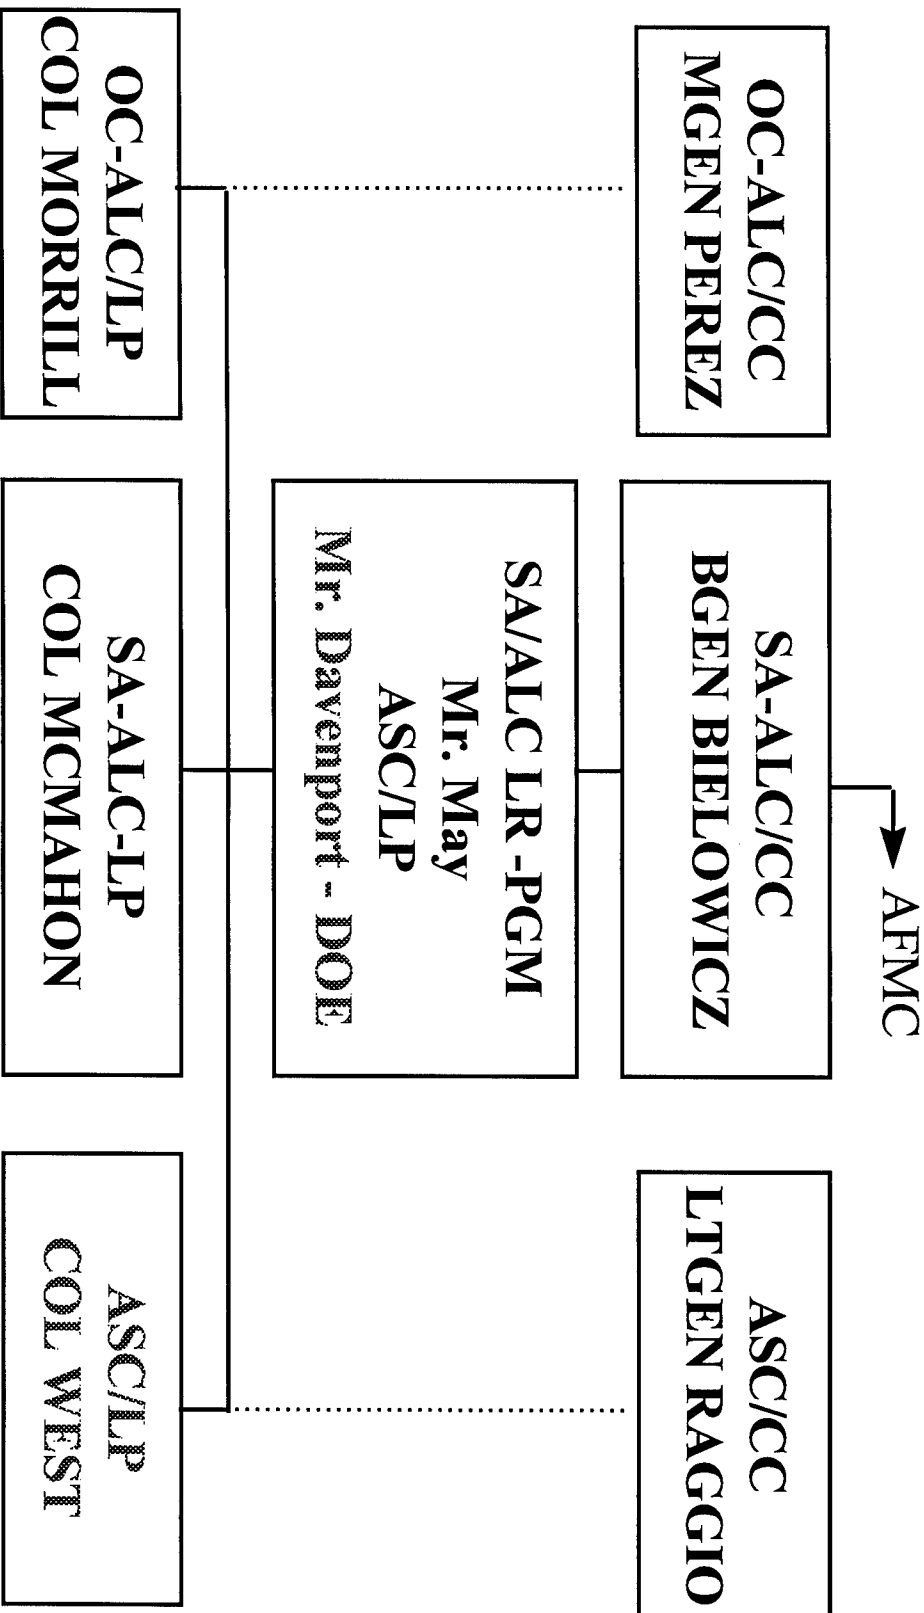 AFMC
OC-ALC/CC
MGEN PEREZ
SA-ALC/CC
BGEN BIELOWICZ
ASC/CC
LTGEN RAGGIO
SA/ALC LR -PGM
Mr. May
ASC/LP
Mr. Davenport - DOE
OC-ALC/LP
COL MORRILL
SA-ALC-LP
COL MCMAHON
ASC/LP
COL WEST